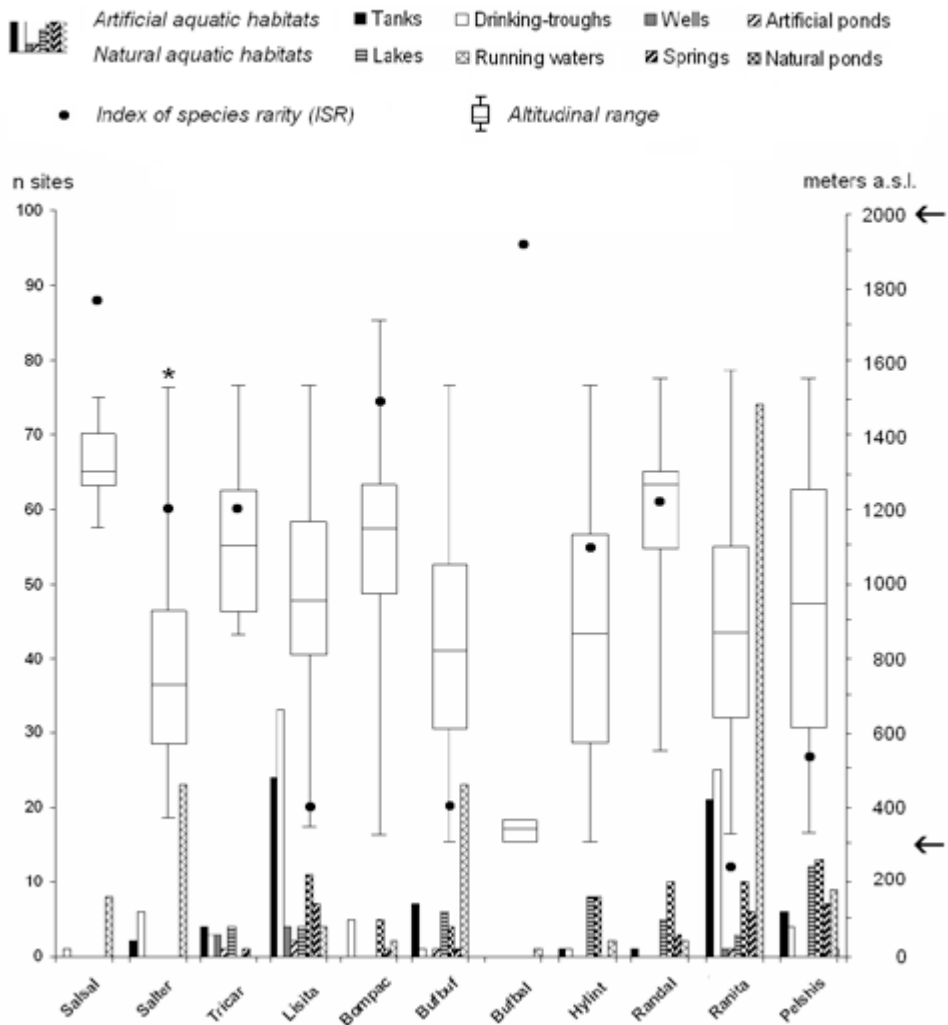 Artificial aquatic habitats Tanks Drinking-troughs Wells Artificial ponds
Natural aquatic habitats Lakes Running waters Springs Natural ponds
Index of species rarity (ISR) Altitudinal range
n sites meters a.s.l.
100 2000
90 1800
80 1600
*
70 1400
60 1200
50 1000
40 800
30 600
20 400
10 200
0 0
Salsal Salter Tricar Lisita Bompac Bufbuf Bufbal Hylint Randal Ranita Pelshis